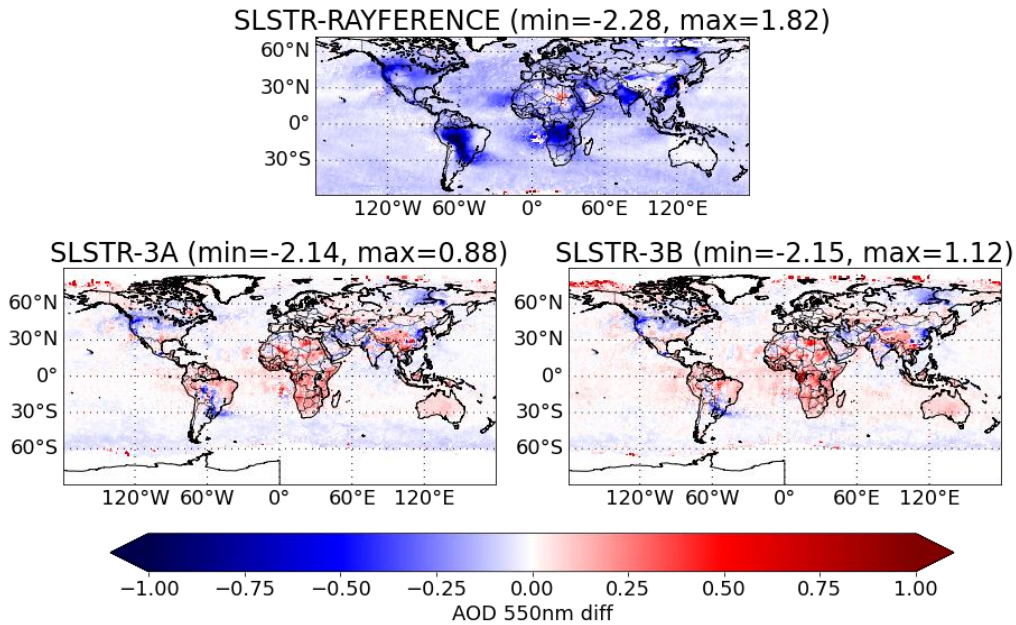 SLSTR-RAYFERENCE (min=-2.28, max=1.82)
60°N
30°N
0°
30°S
120°W 60°W 0° 60°E 120°E
SLSTR-3A (min=-2.14, max=0.88)
60°N
30°N
0°
30°S
60°S
120°W 60°W 0° 60°E 120°E
SLSTR-3B (min=-2.15, max=1.12)
60°N
30°N
0°
30°S
60°S
120°W 60°W 0° 60°E 120°E
−1.00 −0.75 −0.50 −0.25 0.00 0.25 0.50 0.75 1.00
AOD 550nm diff